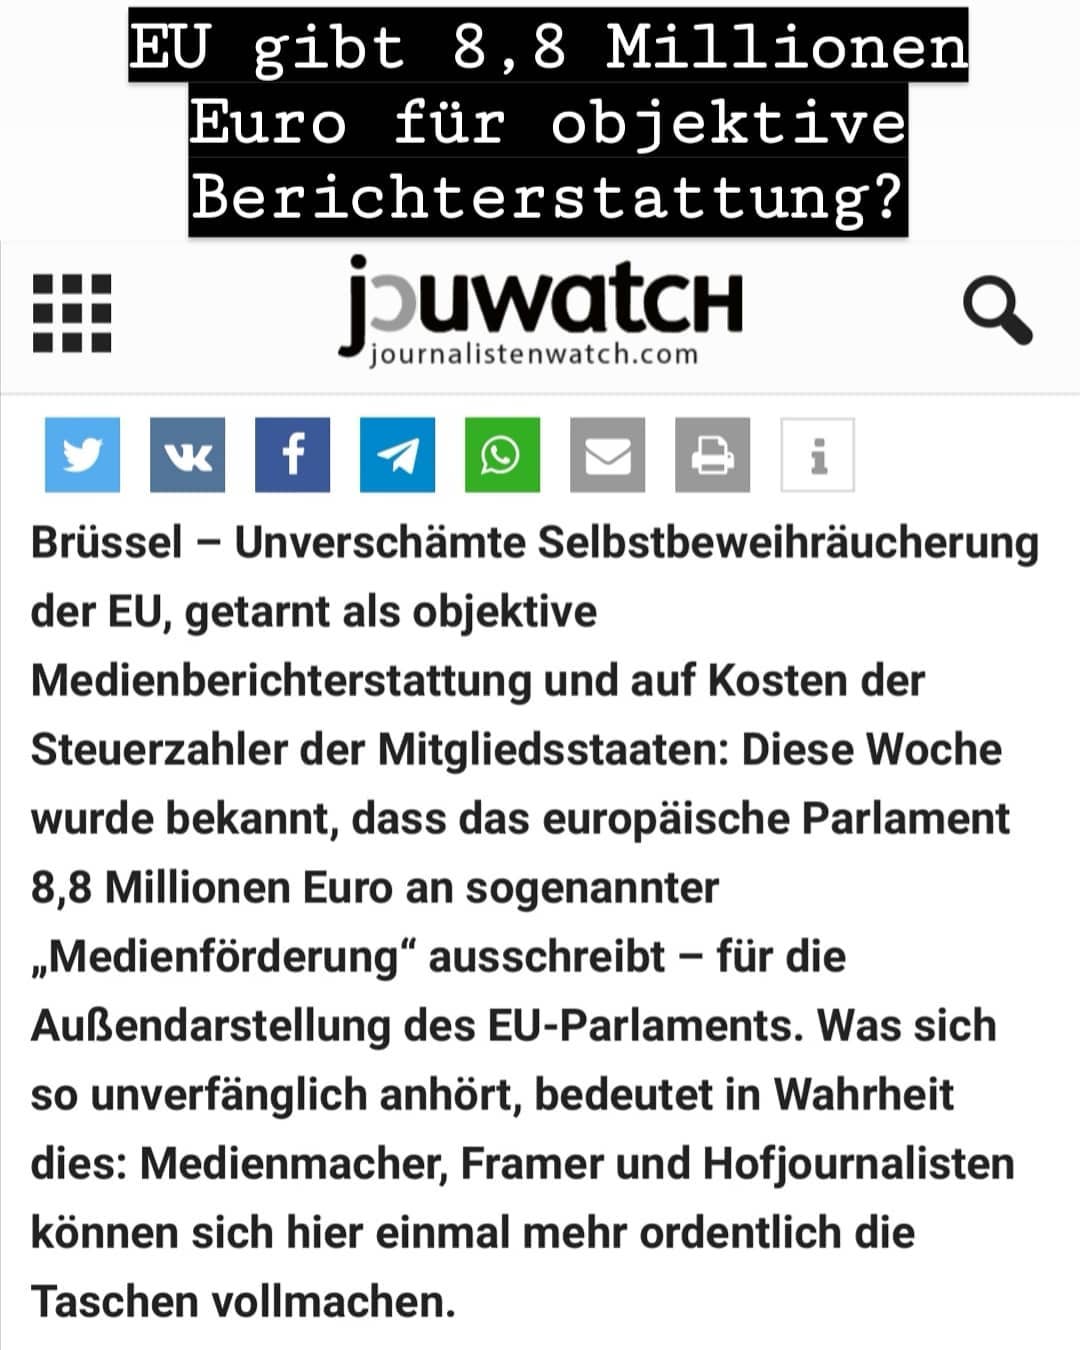 EU gibt 8,8 Millionen
Euro für objektive
Berichterstattung?
jouwatcH
journalistenwatch.com
Brüssel – Unverschämte Selbstbeweihräucherung
der EU, getarnt als objektive
Medienberichterstattung und auf Kosten der
Steuerzahler der Mitgliedsstaaten: Diese Woche
wurde bekannt, dass das europäische Parlament
8,8 Millionen Euro an sogenannter
„Medienförderung“ ausschreibt – für die
Außendarstellung des EU-Parlaments. Was sich
so unverfänglich anhört, bedeutet in Wahrheit
dies: Medienmacher, Framer und Hofjournalisten
können sich hier einmal mehr ordentlich die
Taschen vollmachen.